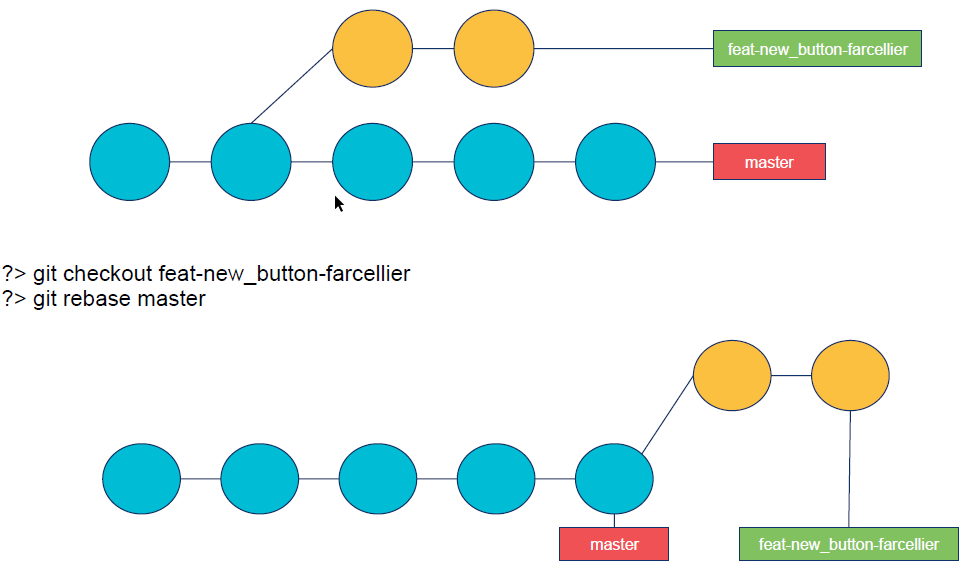 feat-new_button-farcellier
master
?> git checkout feat-new_button-farcellier
?> git rebase master
master
feat-new_button-farcellier